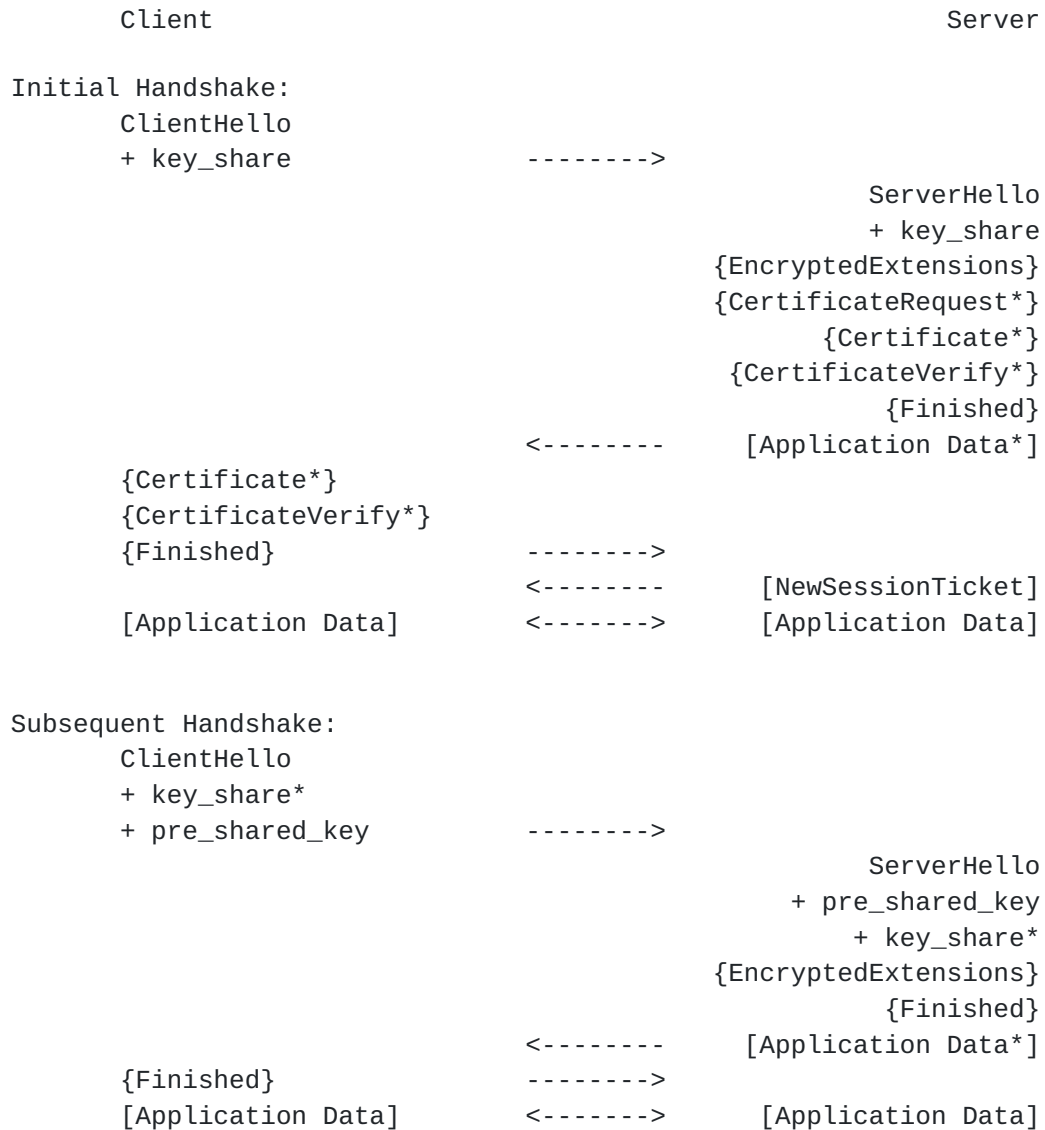 Client                                               Server

Initial Handshake:
       ClientHello
       + key_share               -------->
                                                       ServerHello
                                                       + key_share
                                             {EncryptedExtensions}
                                             {CertificateRequest*}
                                                    {Certificate*}
                                              {CertificateVerify*}
                                                        {Finished}
                                 <--------     [Application Data*]
       {Certificate*}
       {CertificateVerify*}
       {Finished}                -------->
                                 <--------      [NewSessionTicket]
       [Application Data]        <------->      [Application Data]


Subsequent Handshake:
       ClientHello
       + key_share*
       + pre_shared_key          -------->
                                                       ServerHello
                                                  + pre_shared_key
                                                      + key_share*
                                             {EncryptedExtensions}
                                                        {Finished}
                                 <--------     [Application Data*]
       {Finished}                -------->
       [Application Data]        <------->      [Application Data]